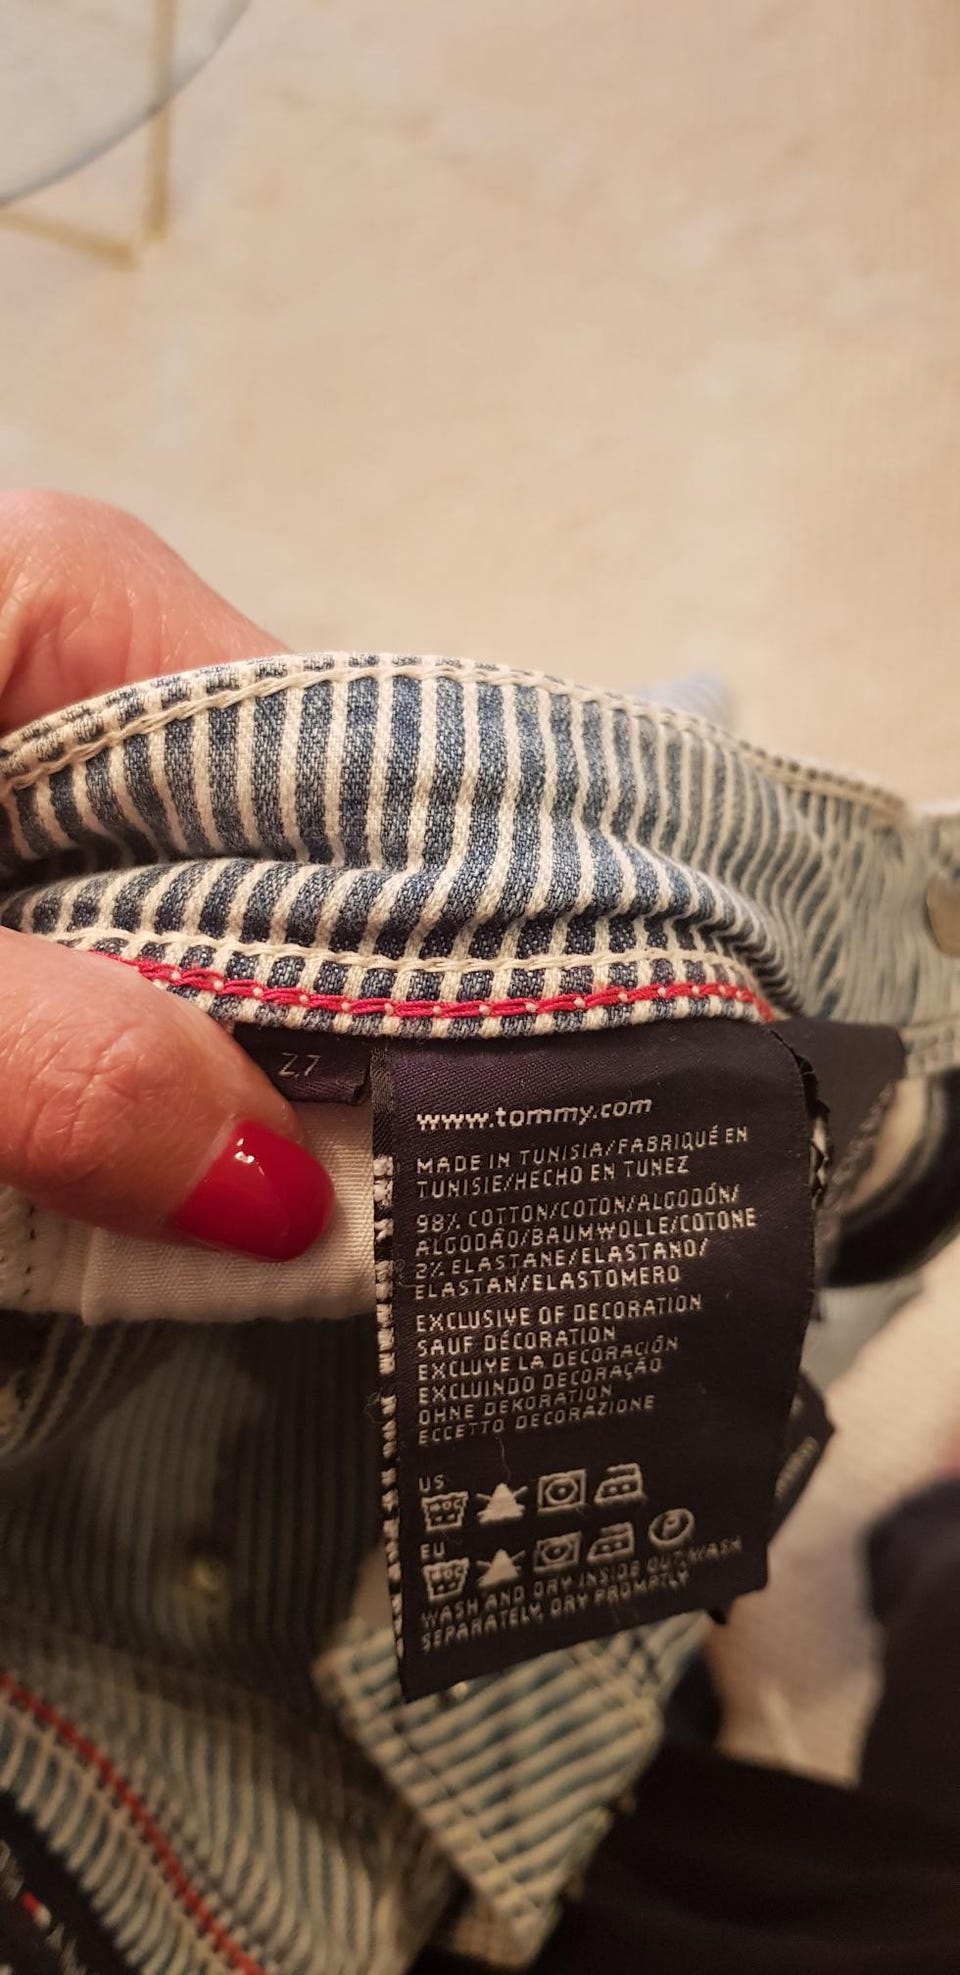 Z7
www.tommy.com
MADE IN TUNISIA/FABRIQUÉ EN
TUNISIE/HECHO EN TUNEZ
98% COTTON/COTON/ALGODÓN/
ALGODÃO/BAUMWOLLE/COTONE
2% ELASTANE/ELASTANO/
ELASTAN/ELASTOMERO
EXCLUSIVE OF DECORATION
SAUF DÉCORATION
EXCLUYE LA DECORACIÓN
EXCLUINDO DECORAÇÃO
OHNE DEKORATION
ECCETTO DECORAZIONE
US
EU
P
WASH AND DRY INSIDE OUT, WASH
SEPARATELY, DRY PROMPTLY